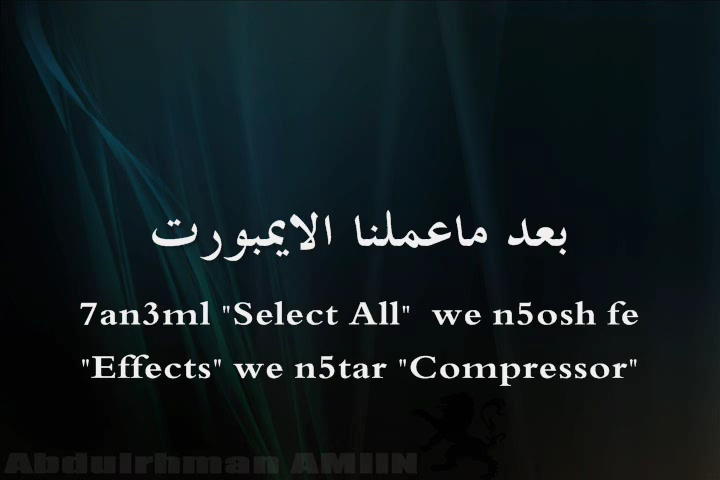 بعد ماعملنا الايمبورت
7an3ml "Select All" we n5osh fe
"Effects" we n5tar "Compressor"
Abdulrhman AMIIN